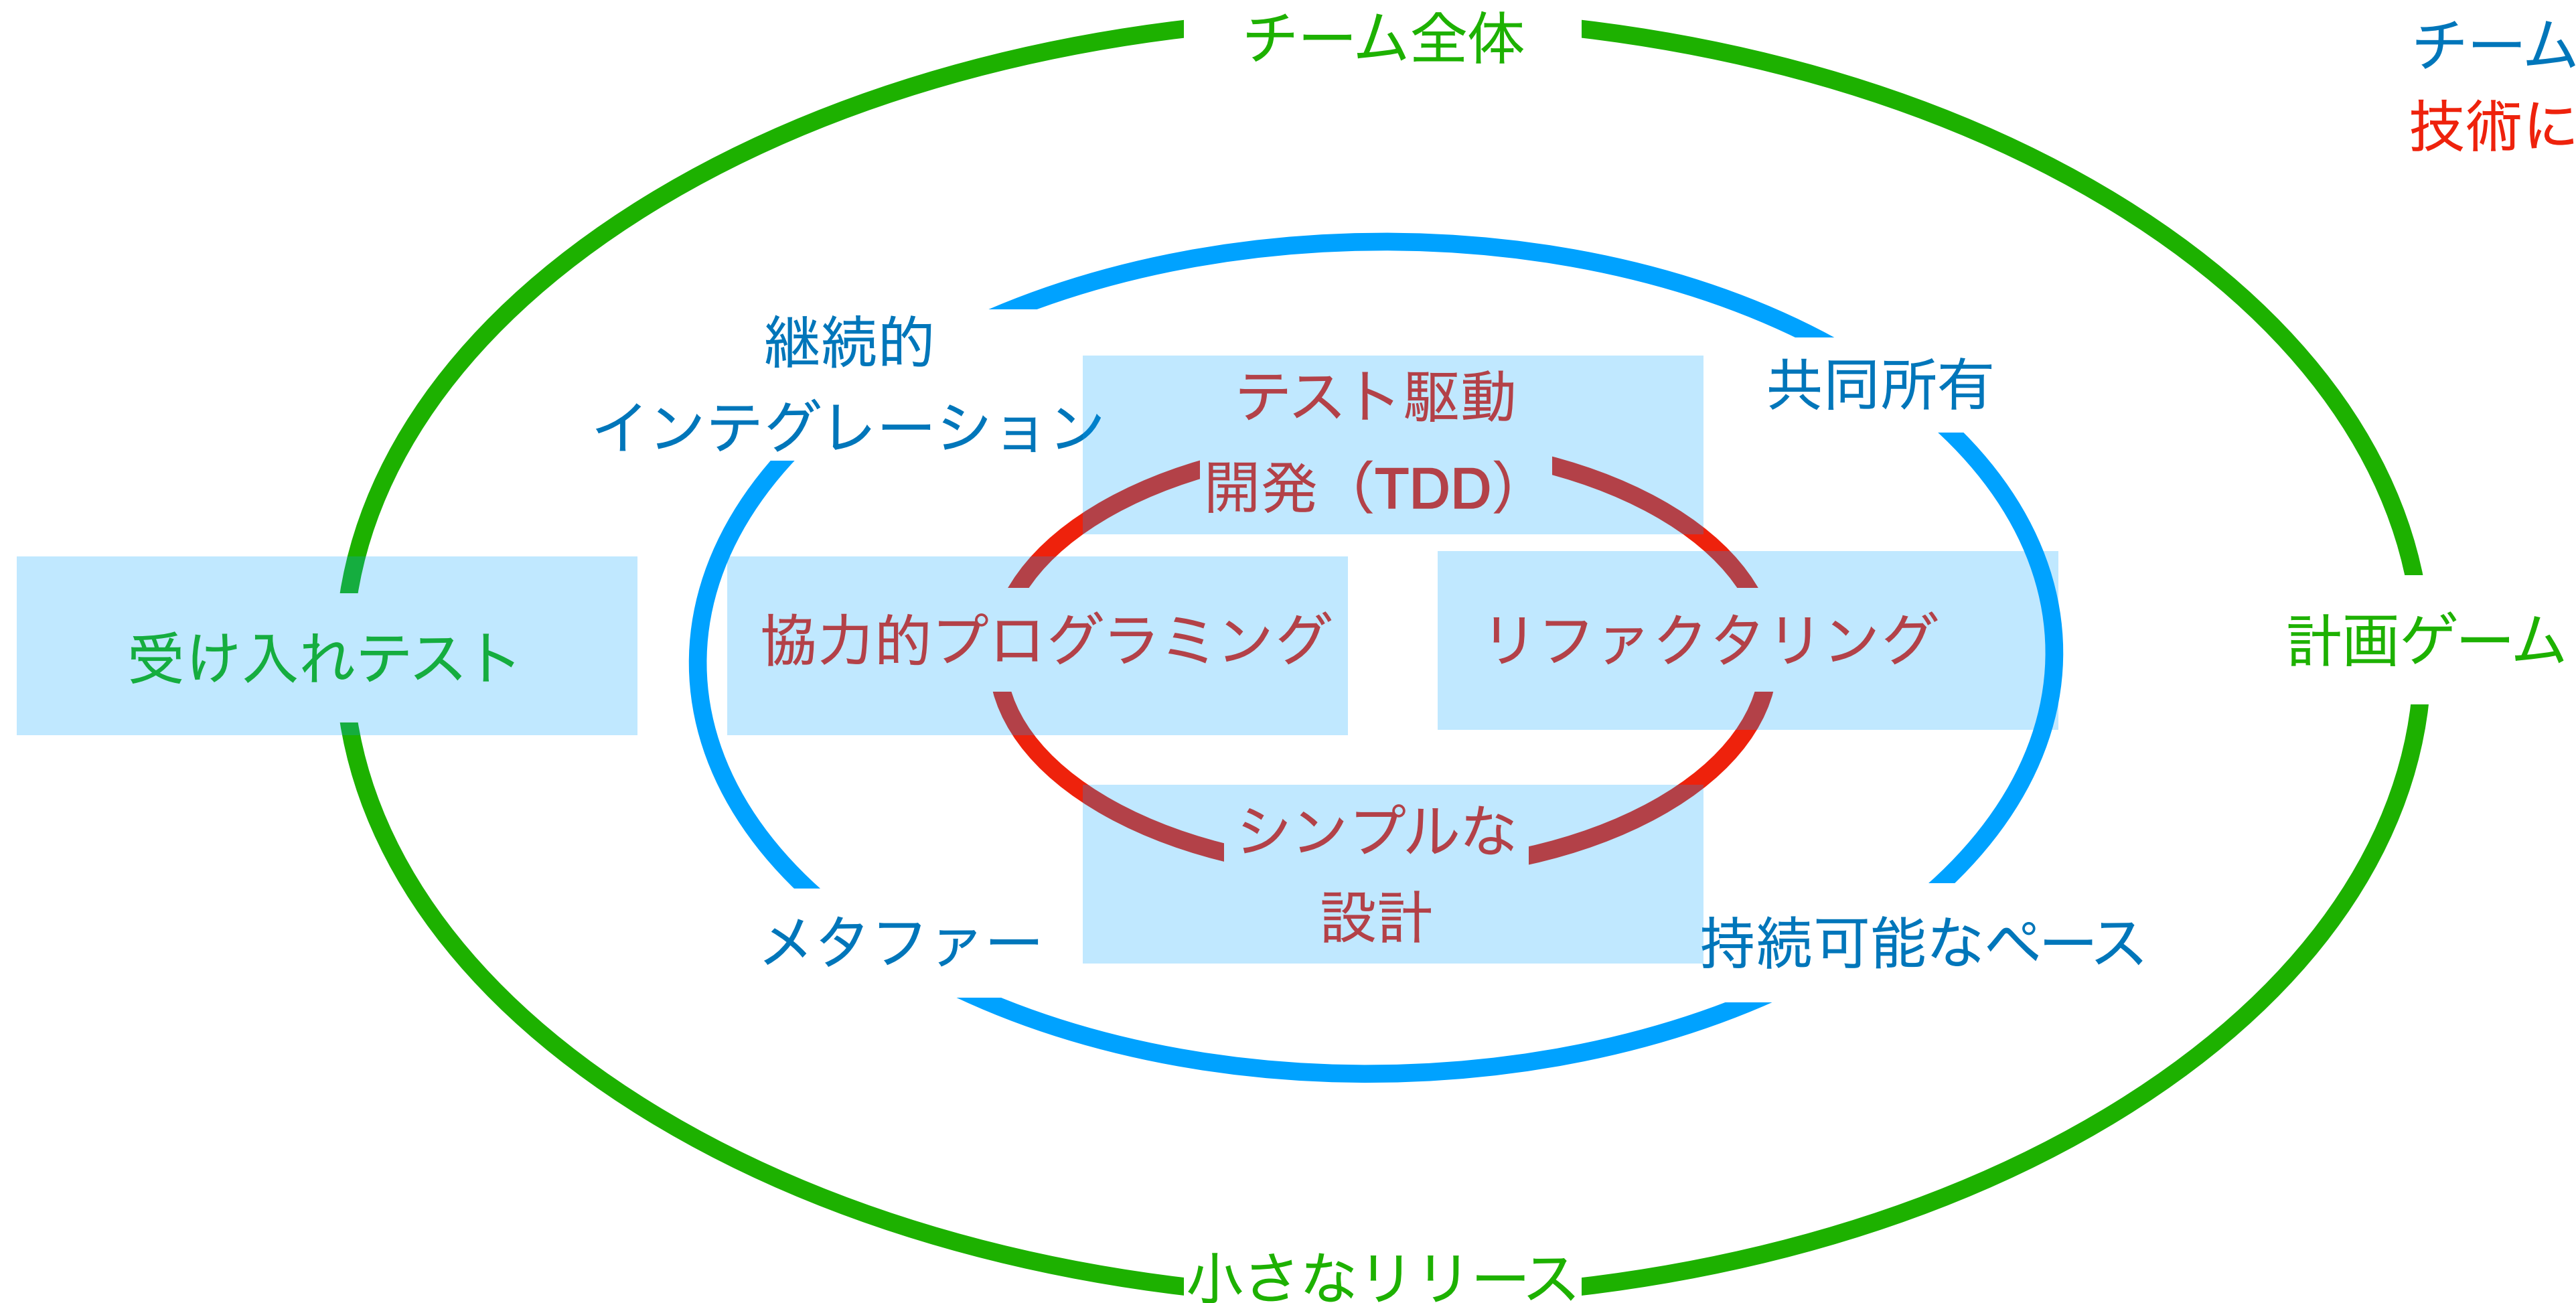 チーム全体
チーム
技術に
継続的
インテグレーション
テスト駆動
開発（TDD）
共同所有
受け入れテスト
協力的プログラミング
リファクタリング
計画ゲーム
シンプルな
設計
メタファー
持続可能なペース
小さなリリース